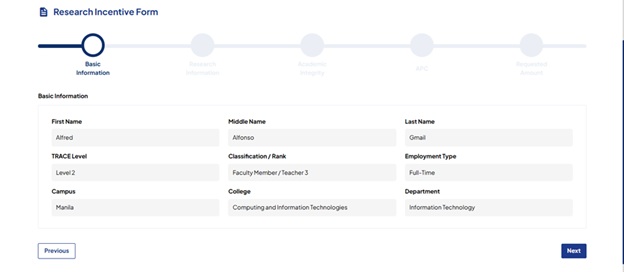 Research Incentive Form
Basic Information
Research Information
Academic Integrity
APC
Requested Amount
Basic Information
First Name Middle Name Last Name
Alfred Alfonso Gmail
TRACE Level Classification / Rank Employment Type
Level 2 Faculty Member / Teacher 3 Full-Time
Campus College Department
Manila Computing and Information Technologies Information Technology
Previous Next